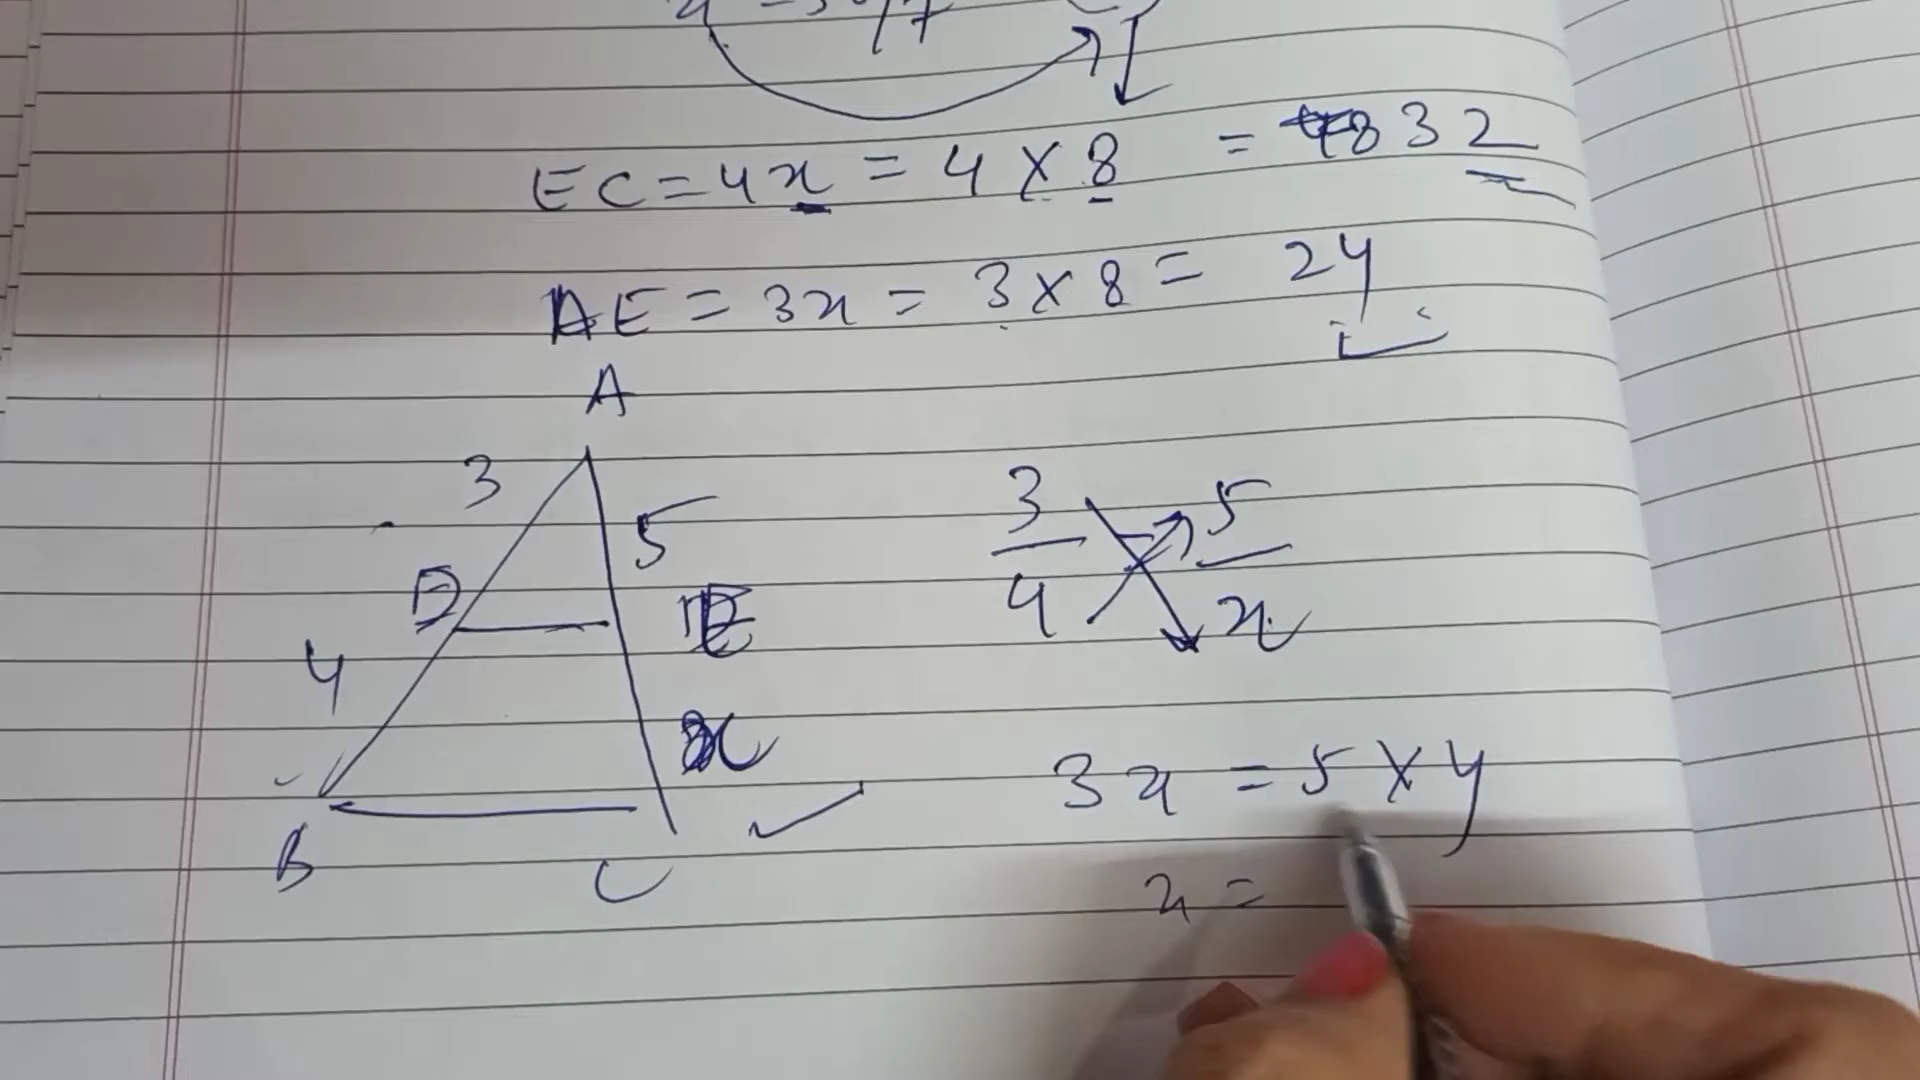 EC = 4x = 4 × 8 = 32
AE = 3x = 3 × 8 = 24
A
3
5
D
E
4
x
B
C
3/4 5/x
3x = 5 × 4
x =